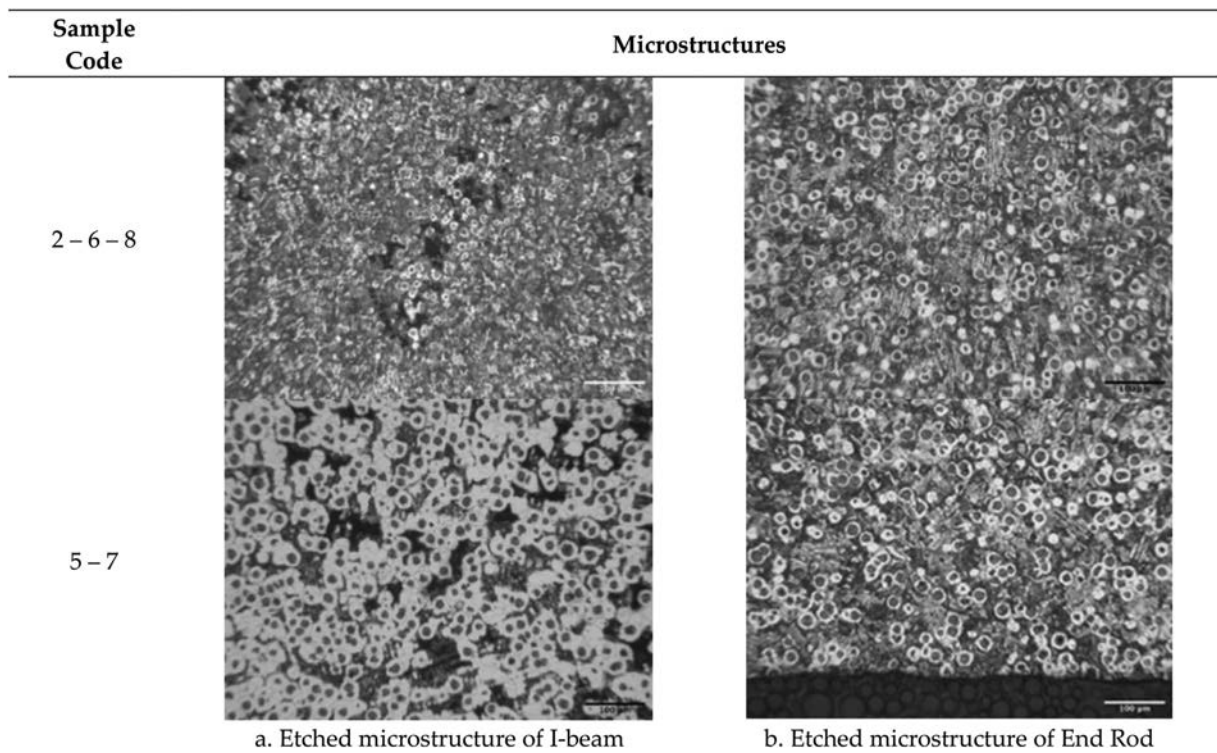 Sample
Code
Microstructures
2 – 6 – 8
5 – 7
100 µm
a. Etched microstructure of I-beam
b. Etched microstructure of End Rod